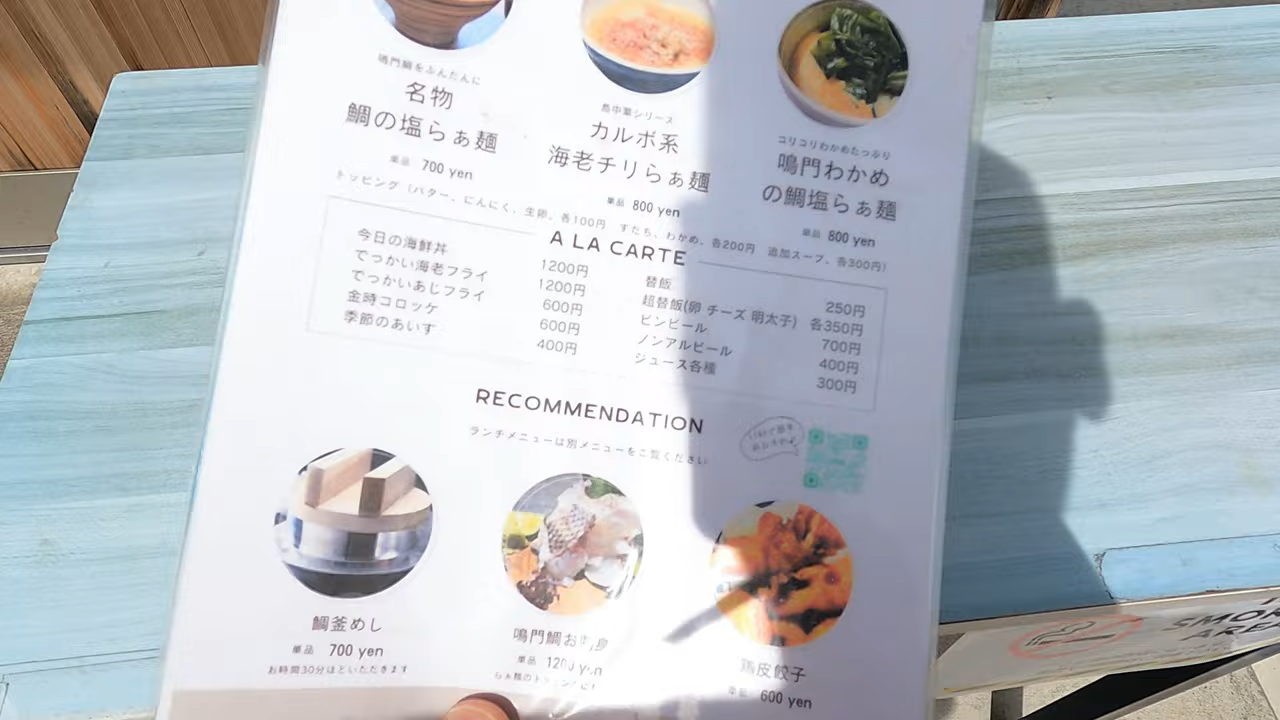 鳴門鯛をふんだんに
名物
鯛の塩らぁ麺
単品 700 yen
島中華シリーズ
カルボ系
海老チリらぁ麺
単品 800 yen
コリコリわかめたっぷり
鳴門わかめ
の鯛塩らぁ麺
単品 800 yen
トッピング（バター、にんにく、生卵、各100円 すだち、わかめ、各200円 追加スープ、各300円）
A LA CARTE
今日の海鮮丼 1200円
でっかい海老フライ 1200円
でっかいあじフライ 600円
金時コロッケ 600円
季節のあいす 400円
替飯 250円
超替飯(卵 チーズ 明太子) 各350円
ビンビール 700円
ノンアルビール 400円
ジュース各種 300円
RECOMMENDATION
ランチメニューは別メニューをご覧ください
鯛釜めし
単品 700 yen
お時間30分ほどいただきます
鳴門鯛お刺身
単品 1200 yen
鶏皮餃子
単品 600 yen